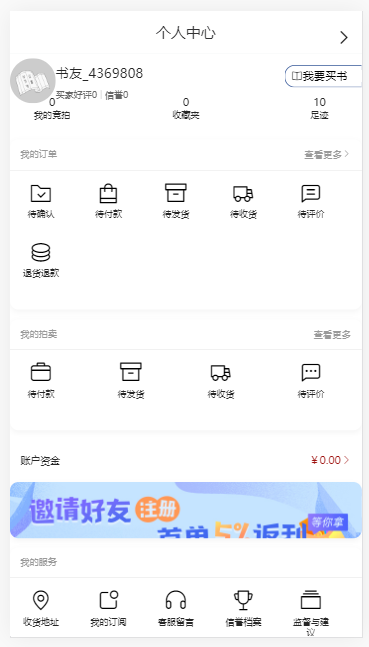 个人中心
书友_4369808
我要买书
买家好评0 | 信誉0
0 0 10
我的竞拍 收藏夹 足迹
我的订单 查看更多
待确认 待付款 待发货 待收货 待评价
退货退款
我的拍卖 查看更多
待付款 待发货 待收货 待评价
账户资金 ￥0.00
邀请好友 注册
首单5%返利
等你拿
我的服务
收货地址 我的订阅 客服留言 信誉档案 监督与建
议